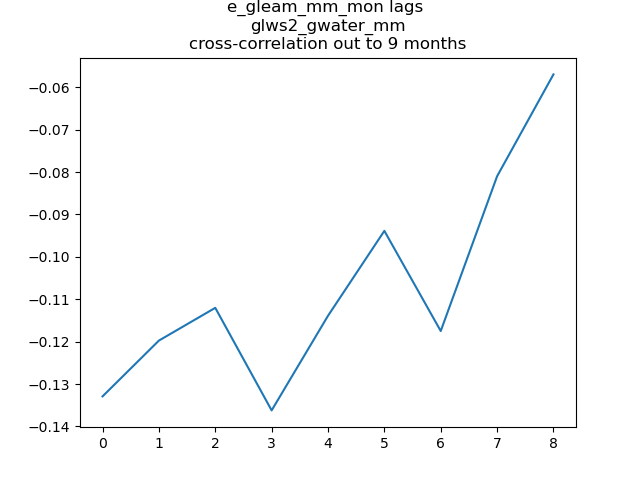 e_gleam_mm_mon lags
glws2_gwater_mm
cross-correlation out to 9 months
−0.06
−0.07
−0.08
−0.09
−0.10
−0.11
−0.12
−0.13
−0.14
0 1 2 3 4 5 6 7 8